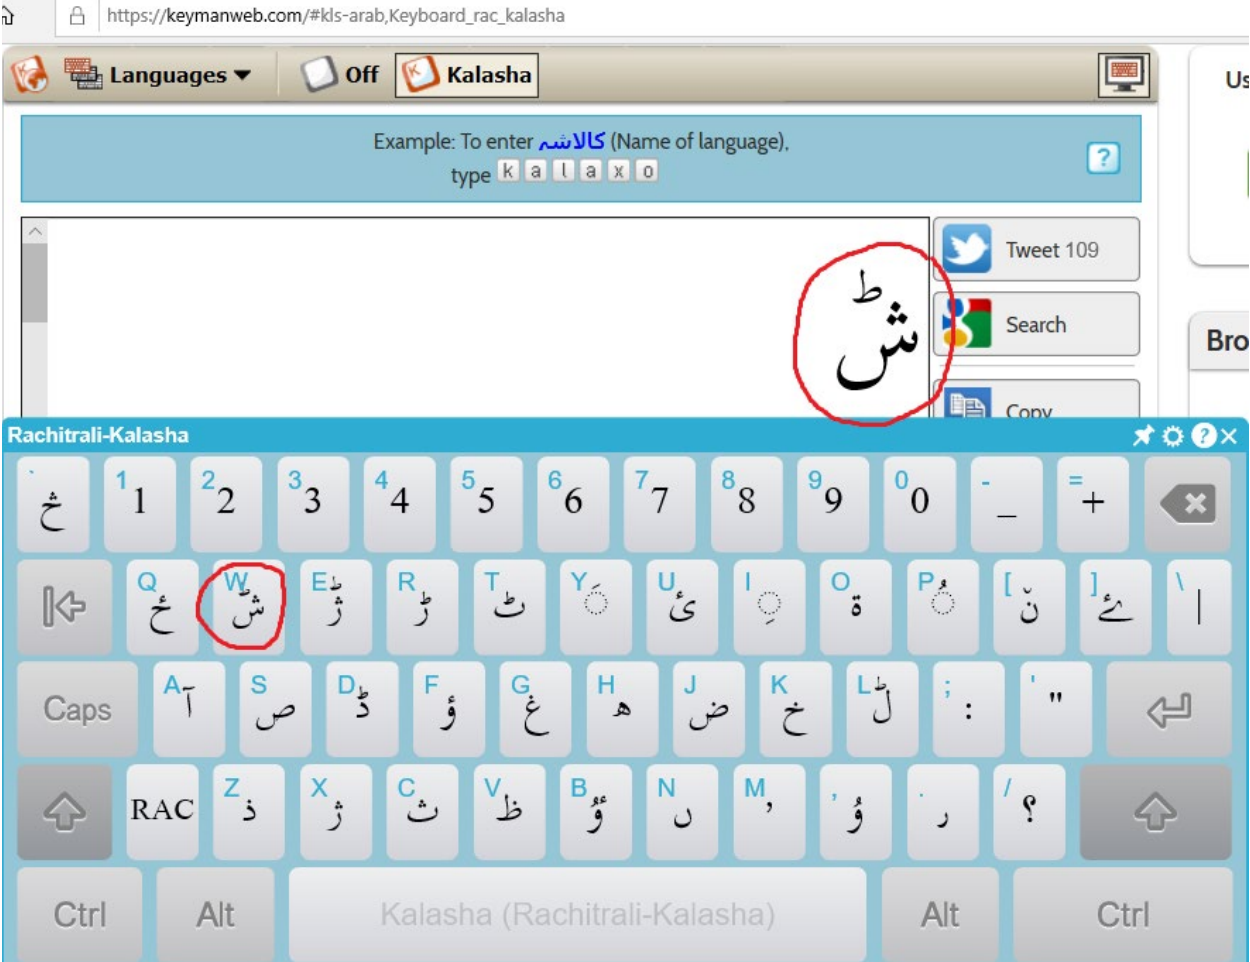 https://keymanweb.com/#kls-arab,Keyboard_rac_kalasha
Languages Off Kalasha
Us
Example: To enter کالاشہ (Name of language),
type k a l a x o
?
شؕ
Tweet 109
Search
Bro
Copy
Rachitrali-Kalasha
` څ 1 1 2 2 3 3 4 4 5 5 6 6 7 7 8 8 9 9 0 0 - _ = +
Q ځ W شؕ E ژؕ R ڑ T ٹ Y َ U ئ I ِ O ة P ُ [ ن٘ ] ئے \ |
Caps A آ S ص D ڈ F ؤ G غ H ھ J ض K خ L لؕ ; : ' "
RAC Z ذ X ژ C ث V ظ B N ں M ’ , ۇ . ر / ؟
Ctrl Alt Kalasha (Rachitrali-Kalasha) Alt Ctrl